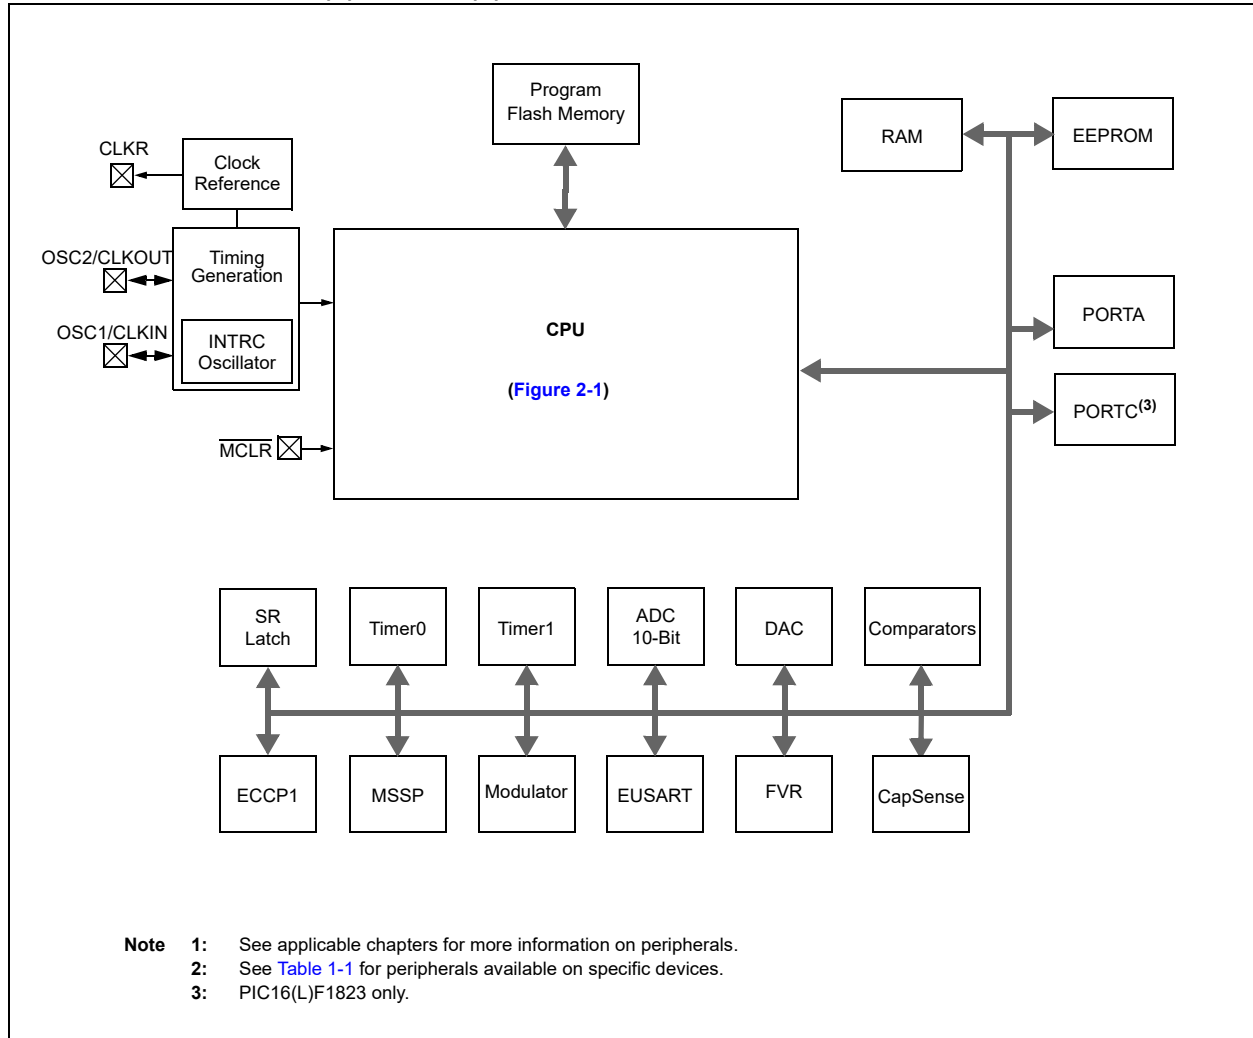 Program
Flash Memory
RAM
EEPROM
CLKR
Clock
Reference
OSC2/CLKOUT
Timing
Generation
OSC1/CLKIN
INTRC
Oscillator
MCLR
CPU
(Figure 2-1)
PORTA
PORTC(3)
SR
Latch
Timer0
Timer1
ADC
10-Bit
DAC
Comparators
ECCP1
MSSP
Modulator
EUSART
FVR
CapSense
Note 1: See applicable chapters for more information on peripherals.
2: See Table 1-1 for peripherals available on specific devices.
3: PIC16(L)F1823 only.